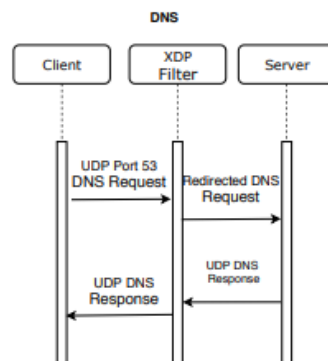 DNS
Client
XDP
Filter
Server
UDP Port 53
DNS Request
Redirected DNS
Request
UDP DNS
Response
UDP DNS
Response